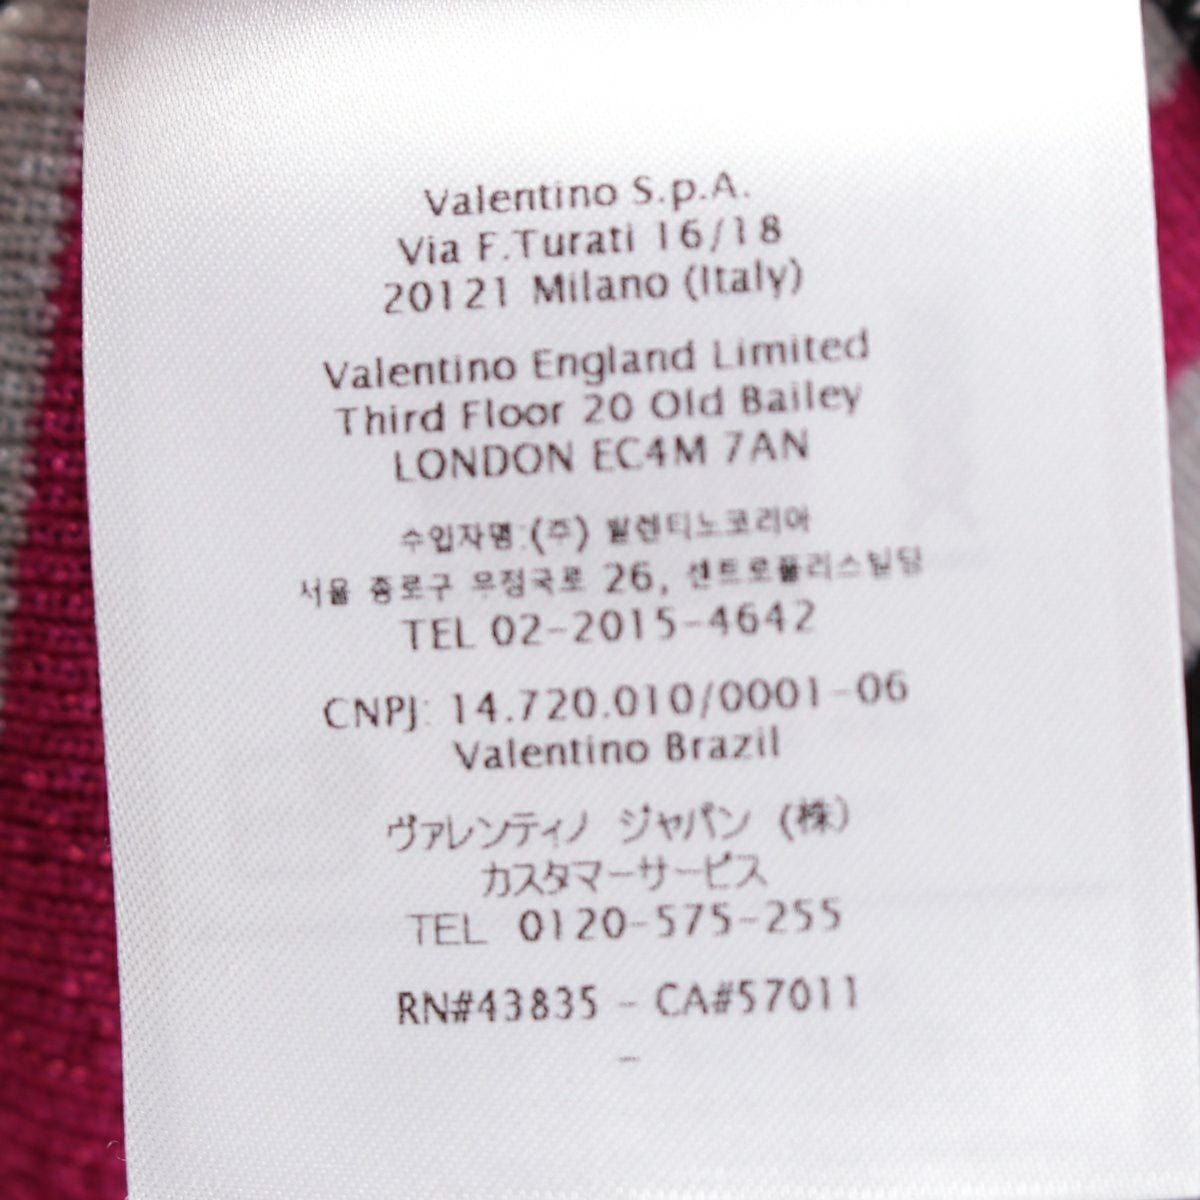 Valentino S.p.A.
Via F.Turati 16/18
20121 Milano (Italy)
Valentino England Limited
Third Floor 20 Old Bailey
LONDON EC4M 7AN
수입자명:(주) 발렌티노코리아
서울 종로구 우정국로 26, 센트로폴리스빌딩
TEL 02-2015-4642
CNPJ: 14.720.010/0001-06
Valentino Brazil
ヴァレンティノ ジャパン (株)
カスタマーサービス
TEL 0120-575-255
RN#43835 - CA#57011
-